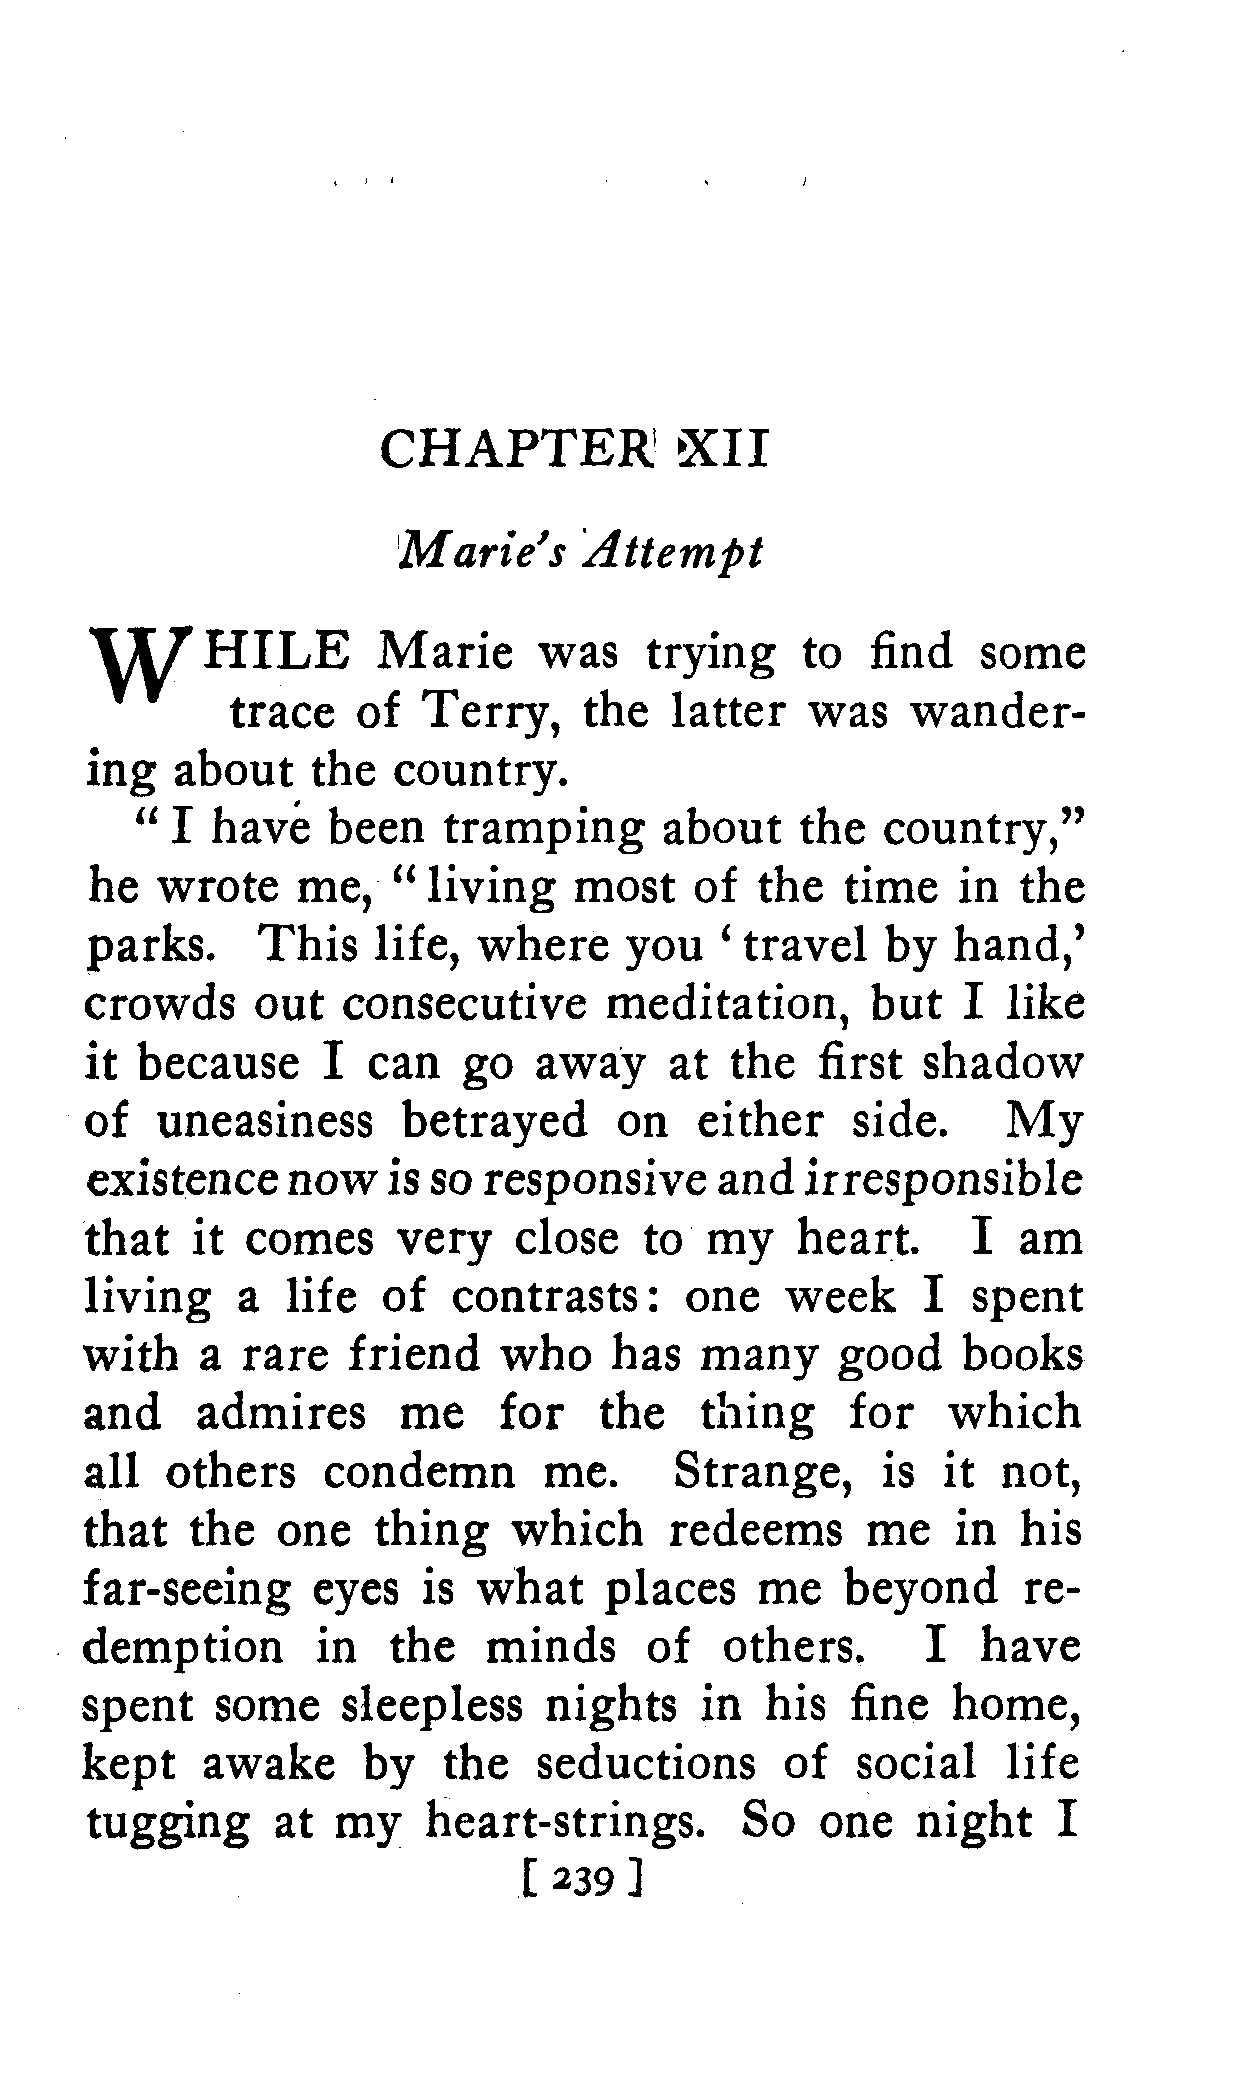 CHAPTER XII
Marie's Attempt
WHILE Marie was trying to find some
trace of Terry, the latter was wander-
ing about the country.
“ I have been tramping about the country,”
he wrote me, “ living most of the time in the
parks. This life, where you ‘ travel by hand,’
crowds out consecutive meditation, but I like
it because I can go away at the first shadow
of uneasiness betrayed on either side. My
existence now is so responsive and irresponsible
that it comes very close to my heart. I am
living a life of contrasts: one week I spent
with a rare friend who has many good books
and admires me for the thing for which
all others condemn me. Strange, is it not,
that the one thing which redeems me in his
far-seeing eyes is what places me beyond re-
demption in the minds of others. I have
spent some sleepless nights in his fine home,
kept awake by the seductions of social life
tugging at my heart-strings. So one night I
[ 239 ]